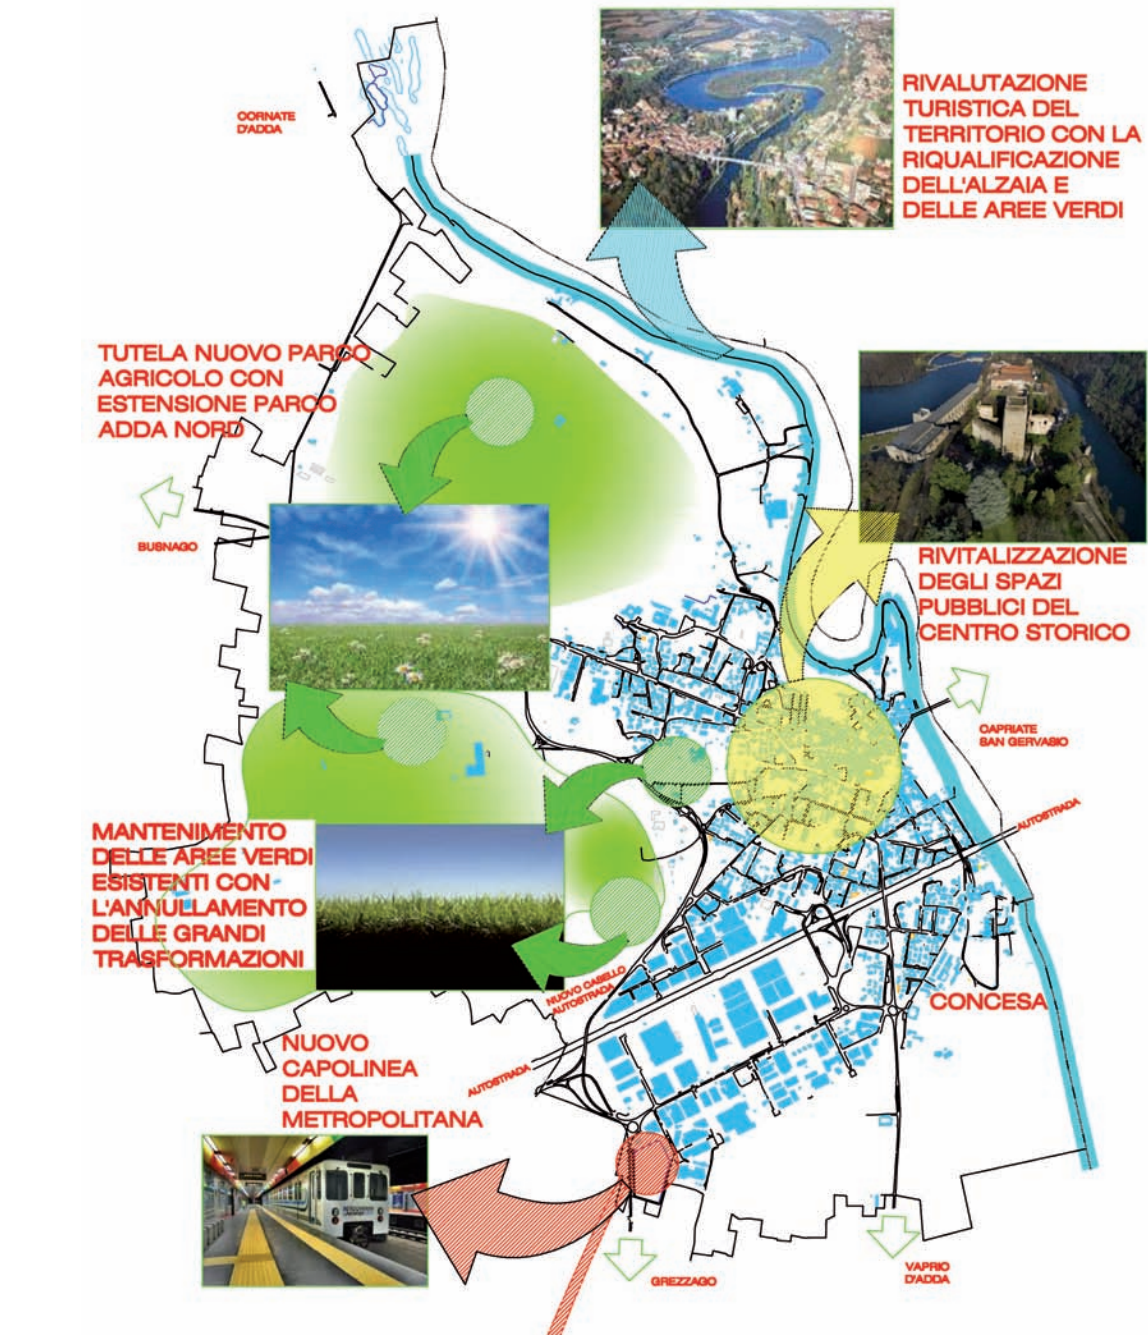 CORNATE
D'ADDA
RIVALUTAZIONE
TURISTICA DEL
TERRITORIO CON LA
RIQUALIFICAZIONE
DELL'ALZAIA E
DELLE AREE VERDI
TUTELA NUOVO PARCO
AGRICOLO CON
ESTENSIONE PARCO
ADDA NORD
BUSNAGO
RIVITALIZZAZIONE
DEGLI SPAZI
PUBBLICI DEL
CENTRO STORICO
CAPRIATE
SAN GERVASIO
AUTOSTRADA
MANTENIMENTO
DELLE AREE VERDI
ESISTENTI CON
L'ANNULLAMENTO
DELLE GRANDI
TRASFORMAZIONI
NUOVO CASELLO
AUTOSTRADA
CONCESA
NUOVO
CAPOLINEA
DELLA
METROPOLITANA
AUTOSTRADA
GREZZAGO
VAPRIO
D'ADDA